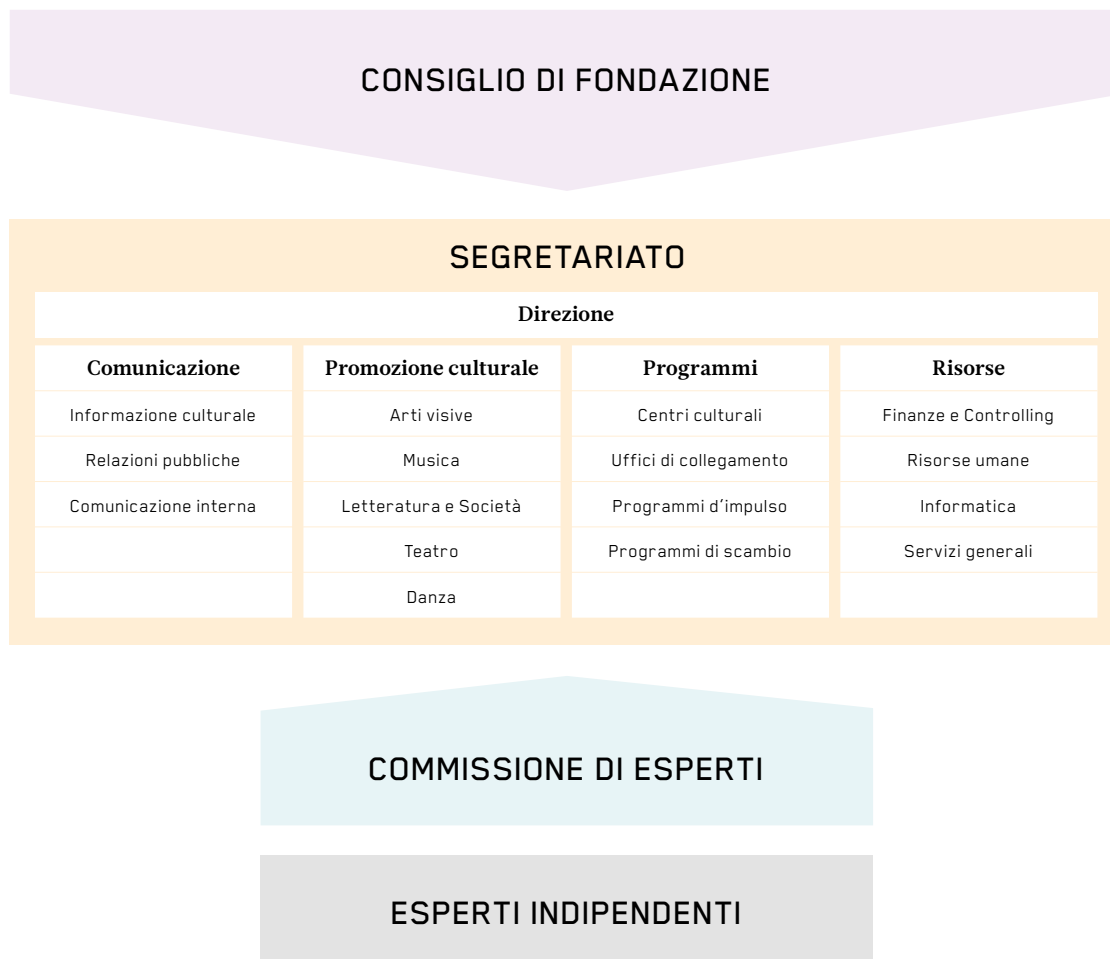 CONSIGLIO DI FONDAZIONE
SEGRETARIATO
Direzione
Comunicazione
Informazione culturale
Relazioni pubbliche
Comunicazione interna
Promozione culturale
Arti visive
Musica
Letteratura e Società
Teatro
Danza
Programmi
Centri culturali
Uffici di collegamento
Programmi d’impulso
Programmi di scambio
Risorse
Finanze e Controlling
Risorse umane
Informatica
Servizi generali
COMMISSIONE DI ESPERTI
ESPERTI INDIPENDENTI